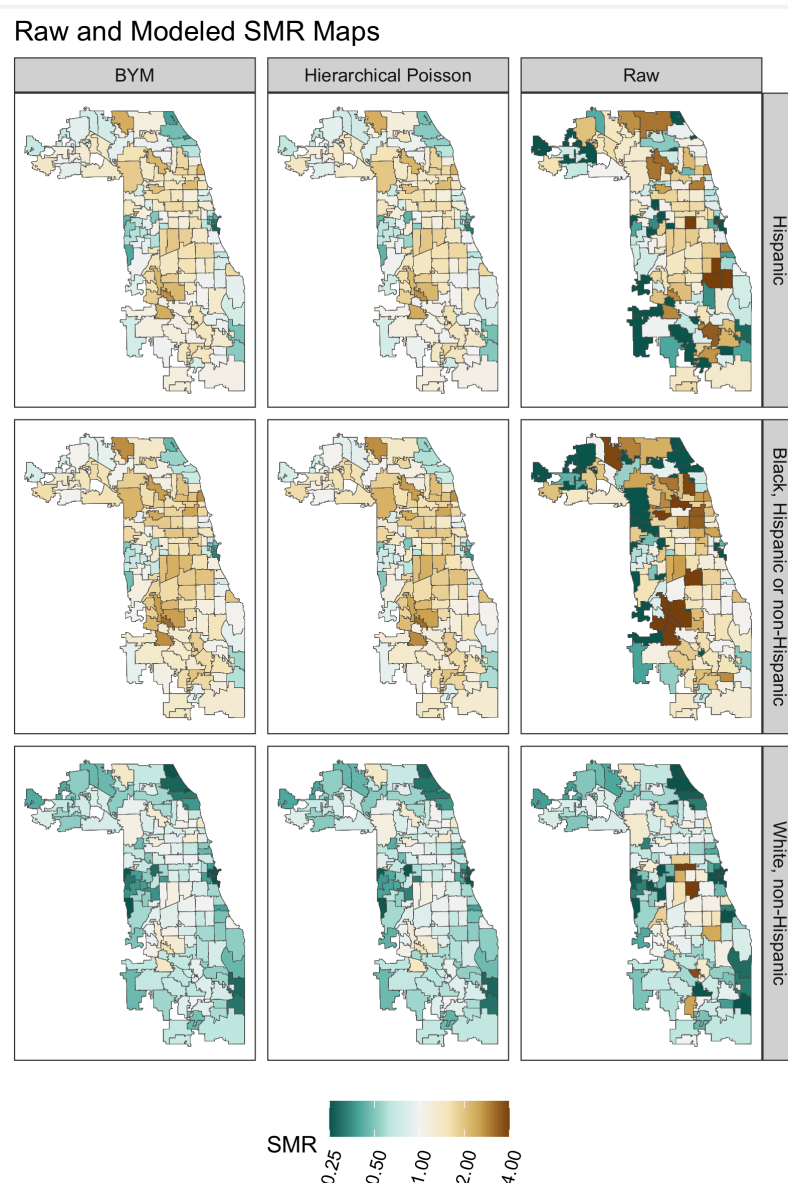 Raw and Modeled SMR Maps
BYM
Hierarchical Poisson
Raw
Hispanic
Black, Hispanic or non-Hispanic
White, non-Hispanic
SMR
0.25
0.50
1.00
2.00
4.00